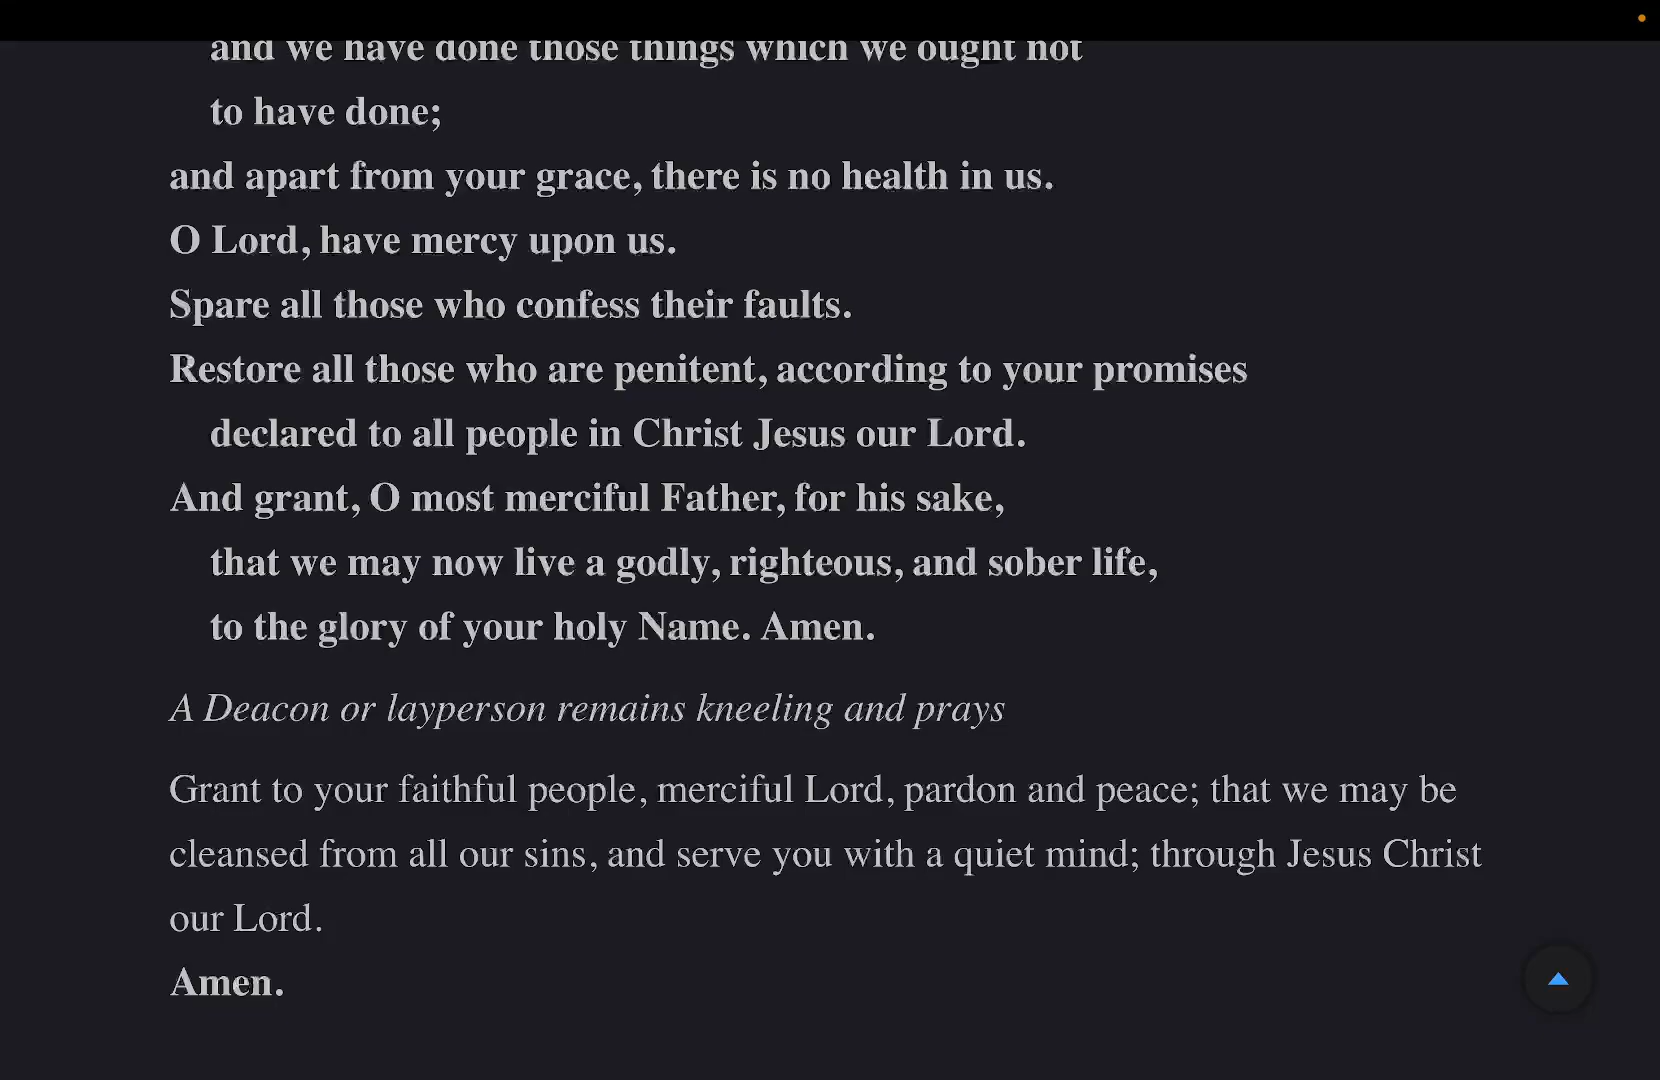 and we have done those things which we ought not
to have done;
and apart from your grace, there is no health in us.
O Lord, have mercy upon us.
Spare all those who confess their faults.
Restore all those who are penitent, according to your promises
declared to all people in Christ Jesus our Lord.
And grant, O most merciful Father, for his sake,
that we may now live a godly, righteous, and sober life,
to the glory of your holy Name. Amen.
A Deacon or layperson remains kneeling and prays
Grant to your faithful people, merciful Lord, pardon and peace; that we may be
cleansed from all our sins, and serve you with a quiet mind; through Jesus Christ
our Lord.
Amen.